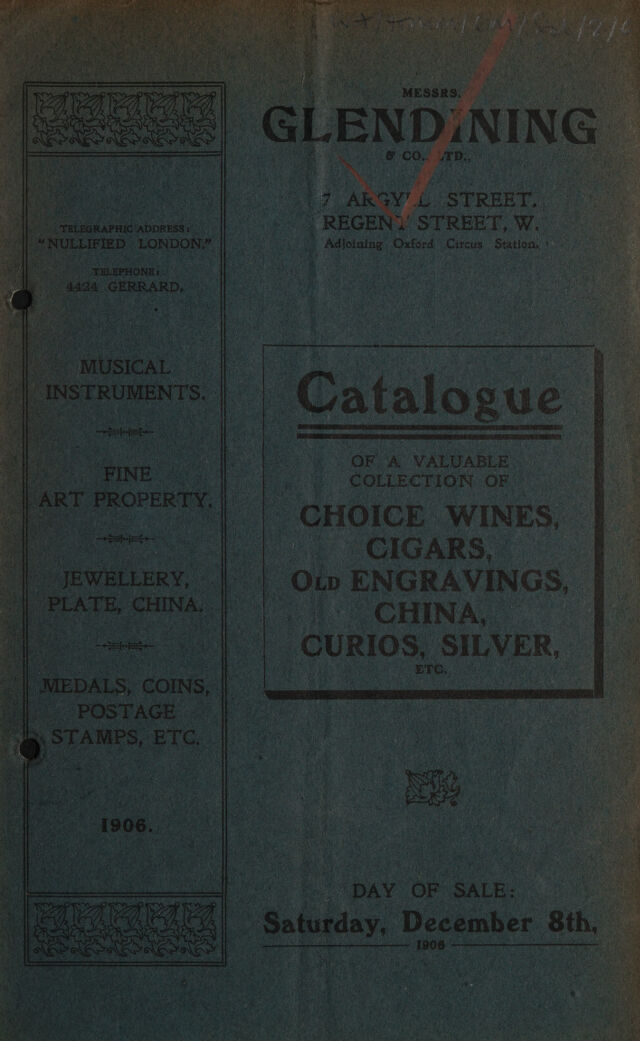 MESSRS.
GLENDINING
& CO., LTD.,
7 ARGYLL STREET.
REGENT STREET, W.
Adjoining Oxford Circus Station.
TELEGRAPHIC ADDRESS:
"NULLIFIED LONDON."
TELEPHONE:
4424 GERRARD.
MUSICAL
INSTRUMENTS.
FINE
ART PROPERTY.
JEWELLERY,
PLATE, CHINA.
MEDALS, COINS,
POSTAGE
STAMPS, ETC.
1906.
Catalogue
OF A VALUABLE
COLLECTION OF
CHOICE WINES,
CIGARS,
OLD ENGRAVINGS,
CHINA,
CURIOS, SILVER,
ETC.
DAY OF SALE:
Saturday, December 8th,
1906